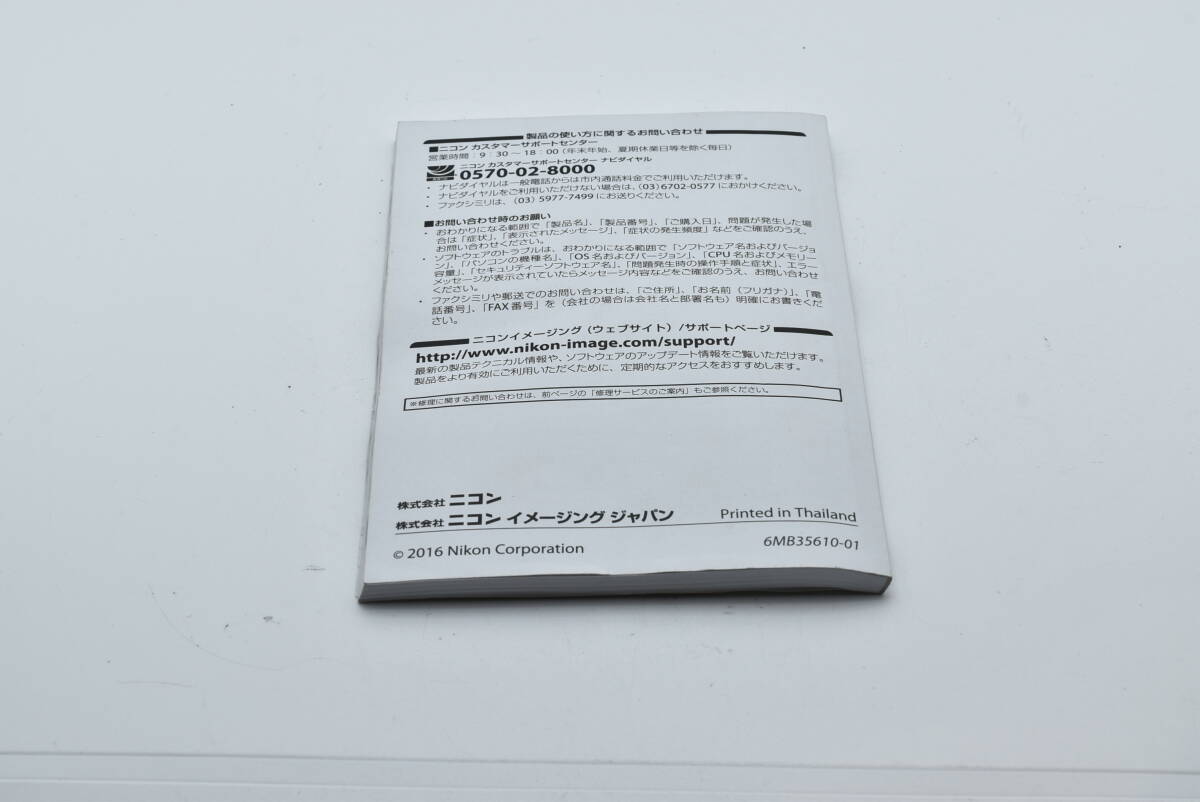 製品の使い方に関するお問い合わせ
■ニコン カスタマーサポートセンター
営業時間：9：30～18：00（年末年始、夏期休業日等を除く毎日）
ニコン カスタマーサポートセンター ナビダイヤル
0570-02-8000
・ナビダイヤルは一般電話からは市内通話料金でご利用いただけます。
・ナビダイヤルをご利用いただけない場合は、（03）6702-0577 におかけください。
・ファクシミリは、（03）5977-7499 にお送りください。
■お問い合わせ時のお願い
・おわかりになる範囲で「製品名」、「製品番号」、「ご購入日」、問題が発生した場
合は「症状」、「表示されたメッセージ」、「症状の発生頻度」などをご確認のうえ、
お問い合わせください。
・ソフトウェアのトラブルは、おわかりになる範囲で「ソフトウェア名およびバージョ
ン」、「パソコンの機種名」、「OS 名およびバージョン」、「CPU 名およびメモリー
容量」、「セキュリティーソフトウェア名」、「問題発生時の操作手順と症状」、エラー
メッセージが表示されていたらメッセージ内容などをご確認のうえ、お問い合わせ
ください。
・ファクシミリや郵送でのお問い合わせは、「ご住所」、「お名前（フリガナ）」、「電
話番号」、「FAX 番号」を（会社の場合は会社名と部署名も）明確にお書きくだ
さい。
ニコンイメージング（ウェブサイト）/サポートページ
http://www.nikon-image.com/support/
最新の製品テクニカル情報や、ソフトウェアのアップデート情報をご覧いただけます。
製品をより有効にご利用いただくために、定期的なアクセスをおすすめします。
※修理に関するお問い合わせは、前ページの「修理サービスのご案内」もご参照ください。
株式会社 ニコン
株式会社 ニコン イメージング ジャパン
Printed in Thailand
© 2016 Nikon Corporation
6MB35610-01